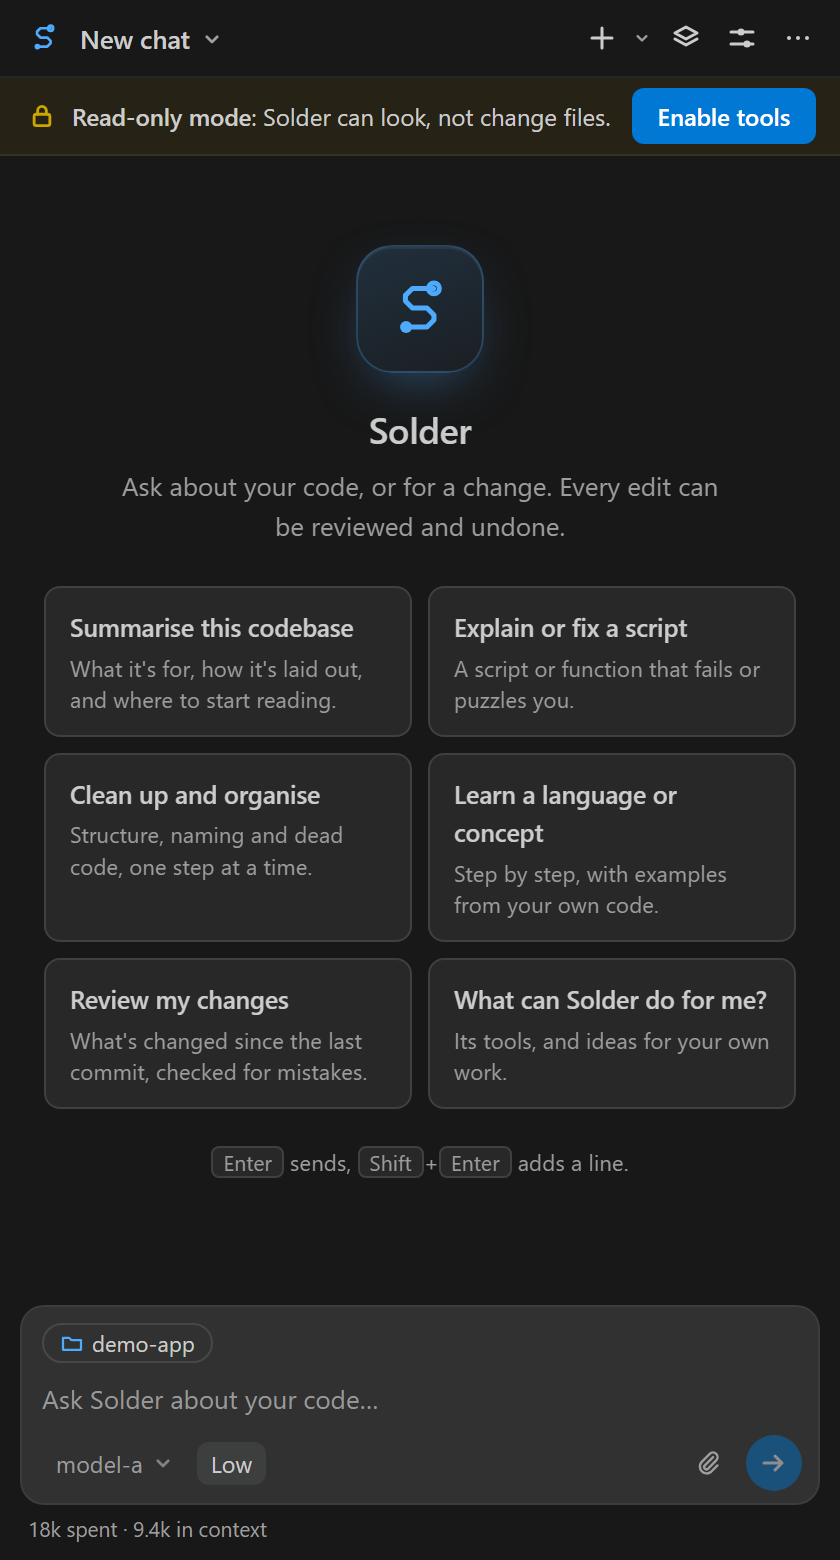 New chat
Read-only mode: Solder can look, not change files.
Enable tools
Solder
Ask about your code, or for a change. Every edit can
be reviewed and undone.
Summarise this codebase
What it's for, how it's laid out,
and where to start reading.
Explain or fix a script
A script or function that fails or
puzzles you.
Clean up and organise
Structure, naming and dead
code, one step at a time.
Learn a language or
concept
Step by step, with examples
from your own code.
Review my changes
What's changed since the last
commit, checked for mistakes.
What can Solder do for me?
Its tools, and ideas for your own
work.
Enter sends, Shift+Enter adds a line.
demo-app
Ask Solder about your code...
model-a
Low
18k spent · 9.4k in context